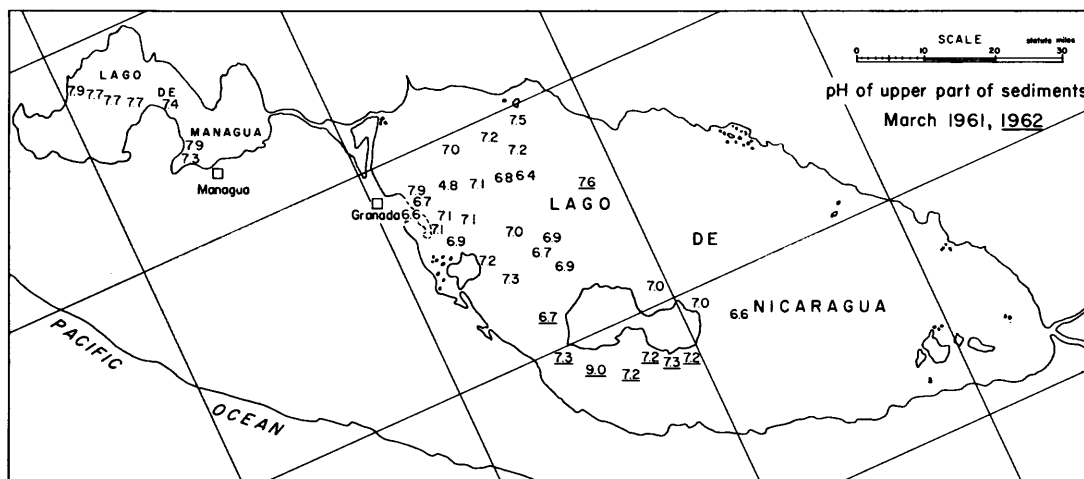 SCALE statute miles
0 10 20 30
pH of upper part of sediments
March 1961, 1962
LAGO
DE
MANAGUA
7.9 7.7 7.7 7.7 7.4
7.9
7.3
Managua
Granada
7.5
7.2
7.0 7.2
7.9 4.8 7.1 6.8 6.4 7.6
6.7
6.6 7.1 7.1
7.1
6.9 7.0 6.9
6.7
7.2 6.9
7.3
LAGO
DE
NICARAGUA
7.0
7.0
6.6
6.7
7.3 7.2 7.3 7.2
9.0 7.2
PACIFIC
OCEAN